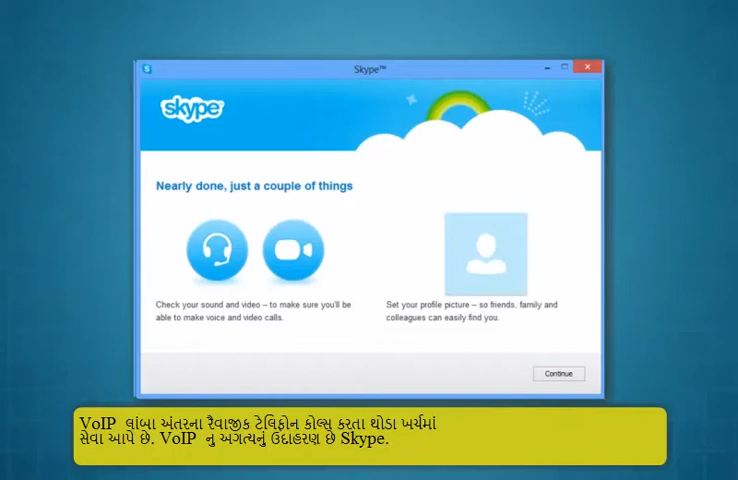 Skype™
skype™
Nearly done, just a couple of things
Check your sound and video – to make sure you'll be
able to make voice and video calls.
Set your profile picture – so friends, family and
colleagues can easily find you.
Continue
VoIP લાંબા અંતરના રૈવાજીક ટેલિફોન કોલ્સ કરતા થોડા ખર્ચમાં
સેવા આપે છે. VoIP નુ અગત્યનું ઉદાહરણ છે Skype.